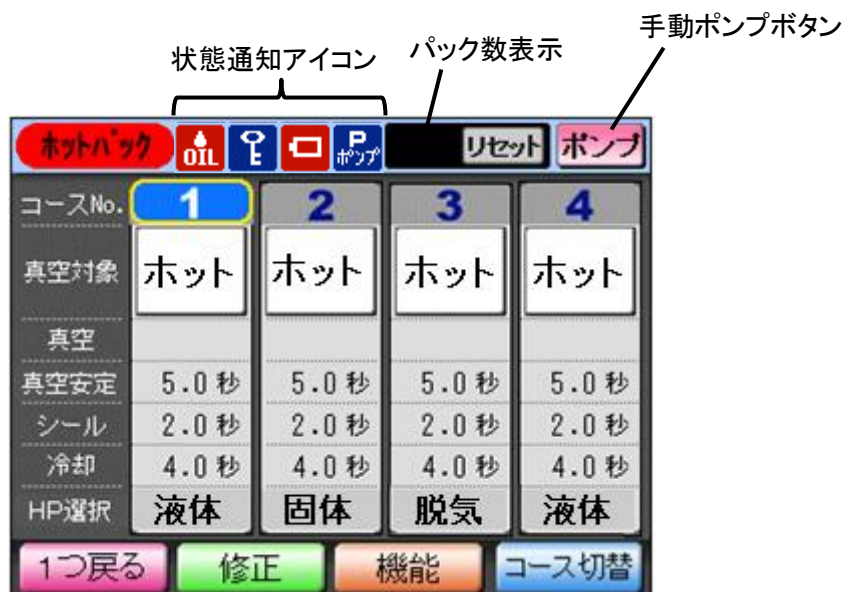 手動ポンプボタン
状態通知アイコン パック数表示
ホットパック OIL P ポンプ リセット ポンプ
コースNo. 1 2 3 4
真空対象 ホット ホット ホット ホット
真空
真空安定 5.0秒 5.0秒 5.0秒 5.0秒
シール 2.0秒 2.0秒 2.0秒 2.0秒
冷却 4.0秒 4.0秒 4.0秒 4.0秒
HP選択 液体 固体 脱気 液体
1つ戻る 修正 機能 コース切替